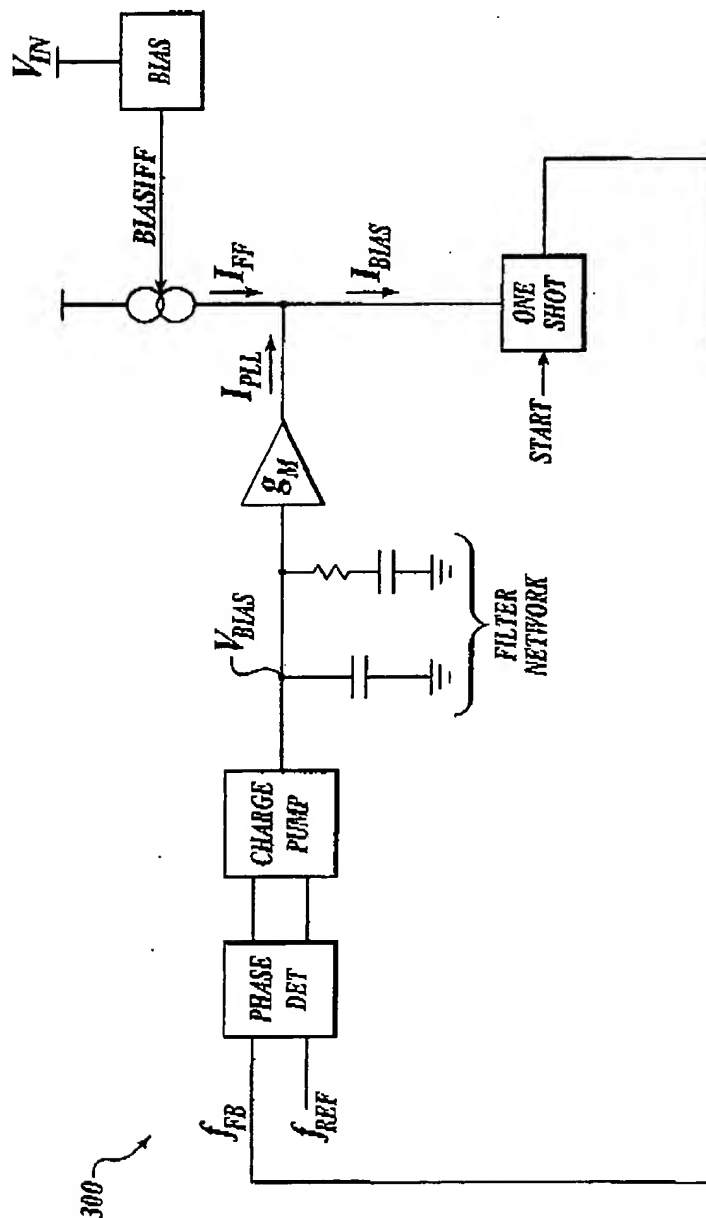 300
f_FB
f_REF
PHASE
DET
CHARGE
PUMP
V_BIAS
FILTER
NETWORK
g_M
I_PLL
I_FF
I_BIAS
BIASIFF
V_IN
BIAS
START
ONE
SHOT